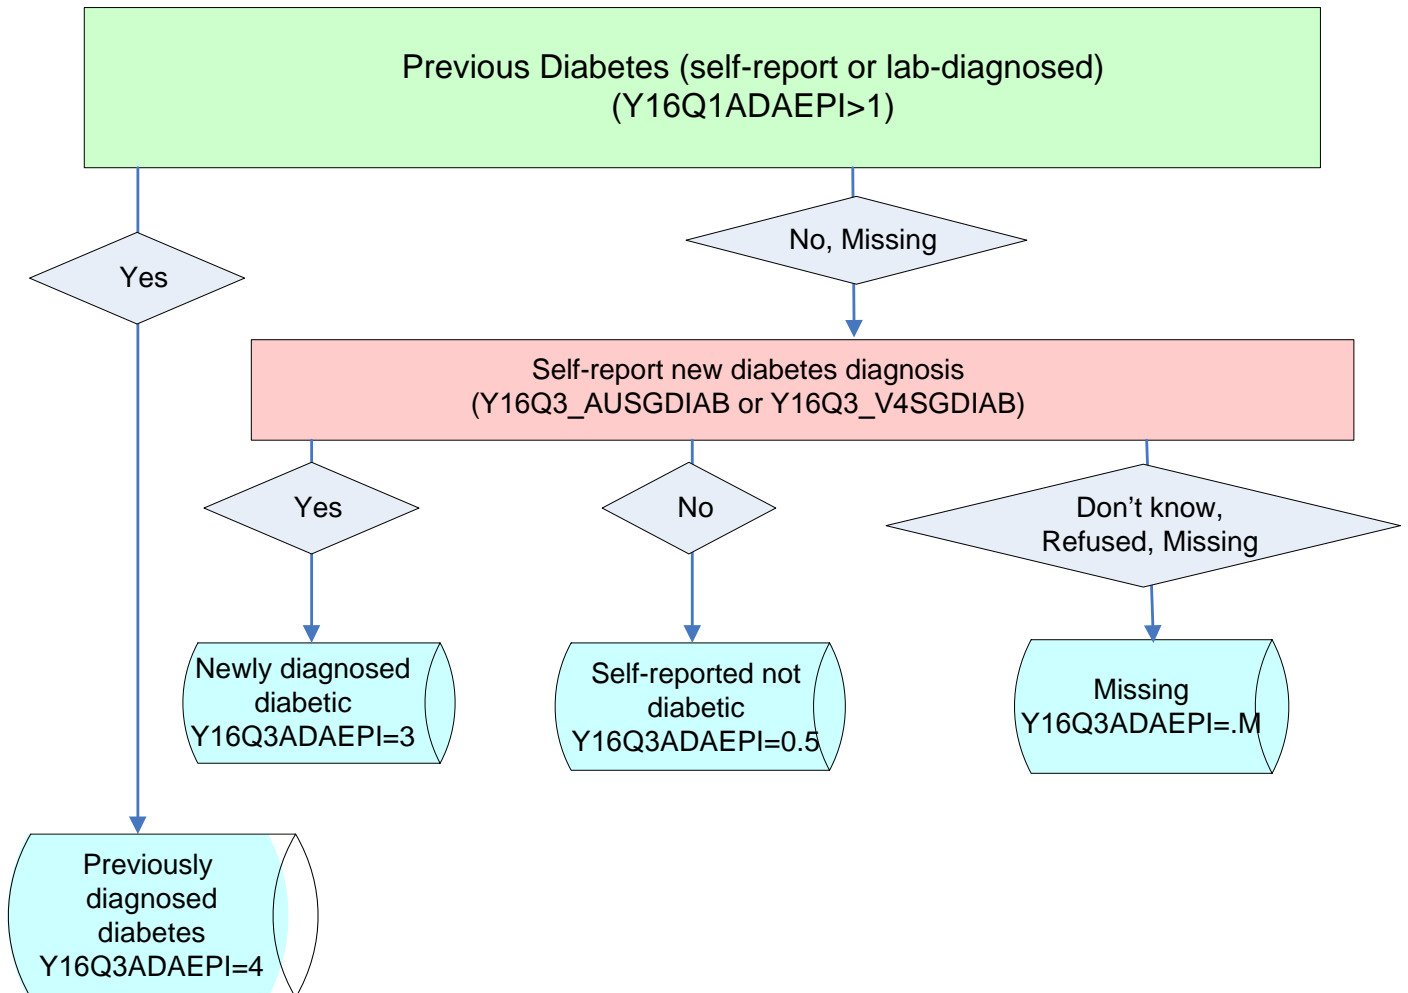 Previous Diabetes (self-report or lab-diagnosed)
(Y16Q1ADAEPI>1)
No, Missing
Yes
Self-report new diabetes diagnosis
(Y16Q3_AUSGDIAB or Y16Q3_V4SGDIAB)
Yes
No
Don't know,
Refused, Missing
Newly diagnosed
diabetic
Y16Q3ADAEPI=3
Self-reported not
diabetic
Y16Q3ADAEPI=0.5
Missing
Y16Q3ADAEPI=.M
Previously
diagnosed
diabetes
Y16Q3ADAEPI=4